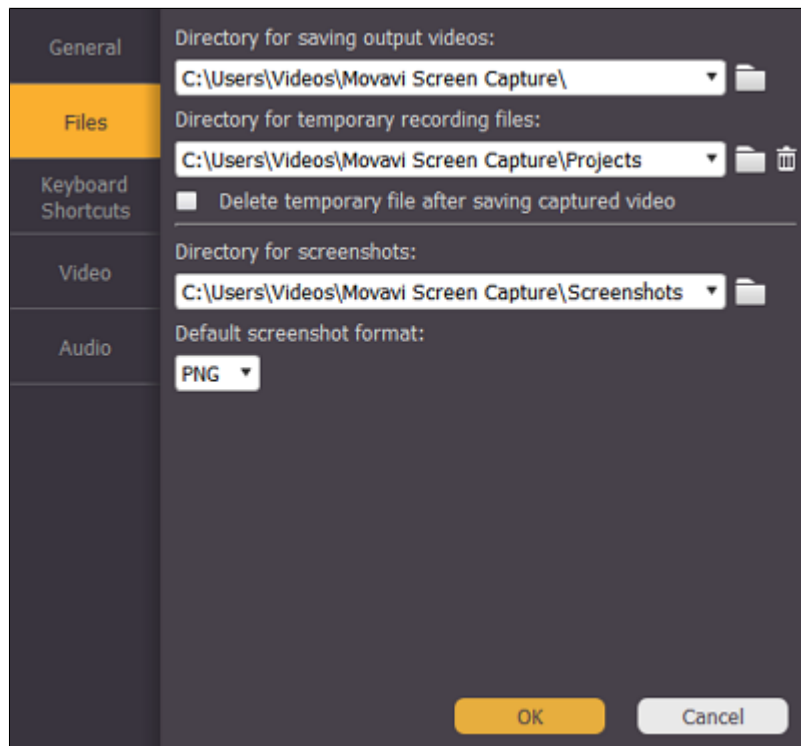 General
Files
Keyboard
Shortcuts
Video
Audio
Directory for saving output videos:
C:\Users\Videos\Movavi Screen Capture\
Directory for temporary recording files:
C:\Users\Videos\Movavi Screen Capture\Projects
Delete temporary file after saving captured video
Directory for screenshots:
C:\Users\Videos\Movavi Screen Capture\Screenshots
Default screenshot format:
PNG
OK
Cancel